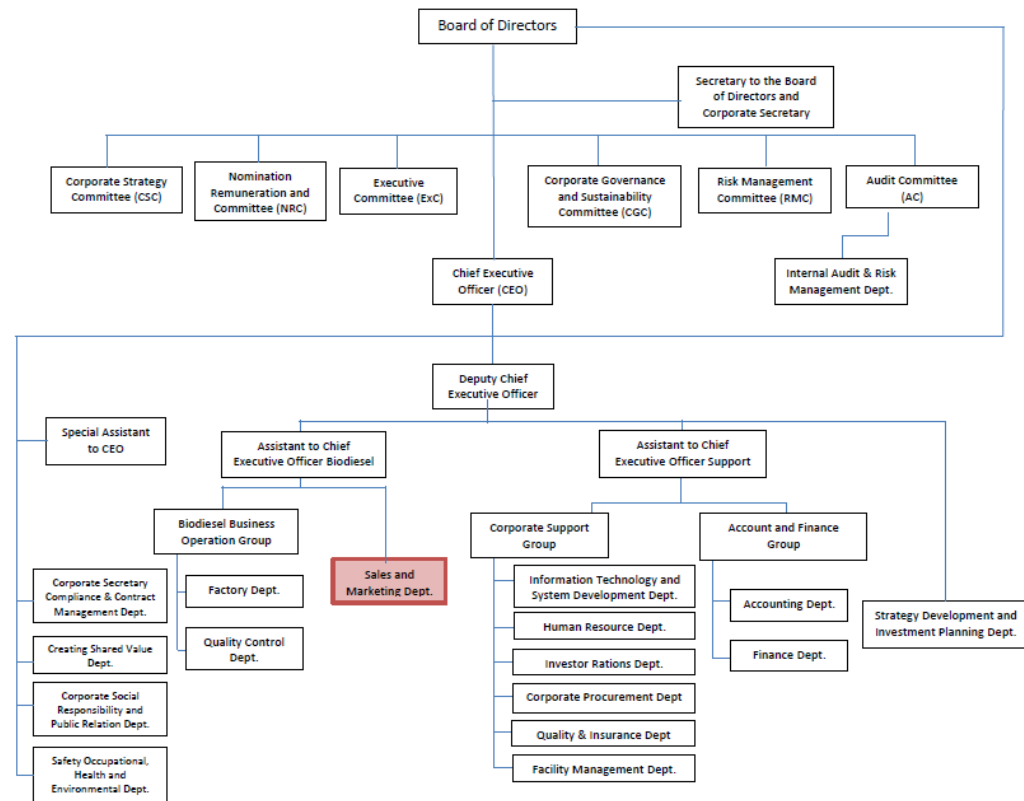 Board of Directors
Secretary to the Board
of Directors and
Corporate Secretary
Corporate Strategy
Committee (CSC)
Nomination
Remuneration and
Committee (NRC)
Executive
Committee (ExC)
Corporate Governance
and Sustainability
Committee (CGC)
Risk Management
Committee (RMC)
Audit Committee
(AC)
Internal Audit & Risk
Management Dept.
Chief Executive
Officer (CEO)
Deputy Chief
Executive Officer
Special Assistant
to CEO
Assistant to Chief
Executive Officer Biodiesel
Assistant to Chief
Executive Officer Support
Biodiesel Business
Operation Group
Factory Dept.
Quality Control
Dept.
Sales and
Marketing Dept.
Corporate Support
Group
Information Technology and
System Development Dept.
Human Resource Dept.
Investor Rations Dept.
Corporate Procurement Dept
Quality & Insurance Dept
Facility Management Dept.
Account and Finance
Group
Accounting Dept.
Finance Dept.
Strategy Development and
Investment Planning Dept.
Corporate Secretary
Compliance & Contract
Management Dept.
Creating Shared Value
Dept.
Corporate Social
Responsibility and
Public Relation Dept.
Safety Occupational,
Health and
Environmental Dept.